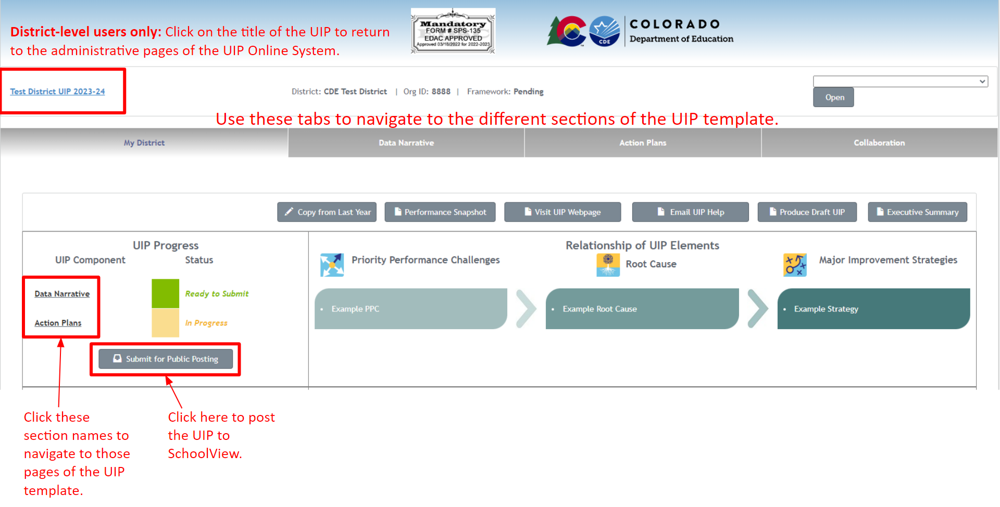 District-level users only: Click on the title of the UIP to return
to the administrative pages of the UIP Online System.
Mandatory
FORM # SPS-135
EDAC APPROVED
Approved 03/18/2022 for 2022-2023
COLORADO
Department of Education
CDE
TM
Test District UIP 2023-24
District: CDE Test District | Org ID: 8888 | Framework: Pending
Open
Use these tabs to navigate to the different sections of the UIP template.
My District
Data Narrative
Action Plans
Collaboration
Copy from Last Year
Performance Snapshot
Visit UIP Webpage
Email UIP Help
Produce Draft UIP
Executive Summary
UIP Progress
UIP Component
Status
Data Narrative
Ready to Submit
Action Plans
In Progress
Submit for Public Posting
Relationship of UIP Elements
Priority Performance Challenges
Root Cause
Major Improvement Strategies
• Example PPC
• Example Root Cause
• Example Strategy
Click these
section names to
navigate to those
pages of the UIP
template.
Click here to post
the UIP to
SchoolView.